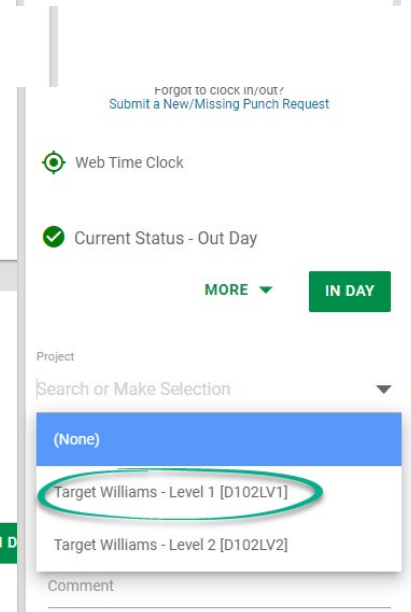 Forgot to clock in/out?
Submit a New/Missing Punch Request
Web Time Clock
Current Status - Out Day
MORE
IN DAY
Project
Search or Make Selection
(None)
Target Williams - Level 1 [D102LV1]
Target Williams - Level 2 [D102LV2]
Comment